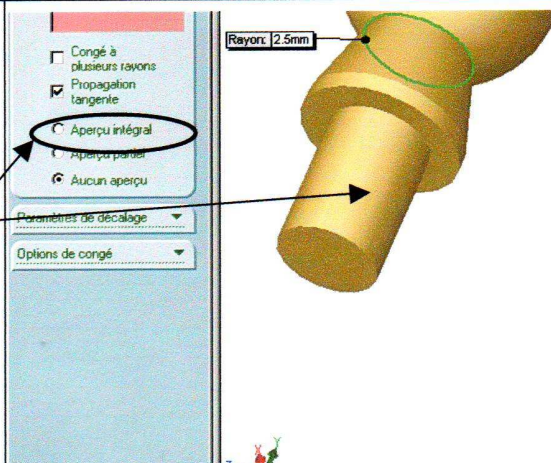 Congé à
plusieurs rayons
Propagation
tangente
Aperçu intégral
Aperçu partiel
Aucun aperçu
Paramètres de décalage
Options de congé
Rayon: 2.5mm